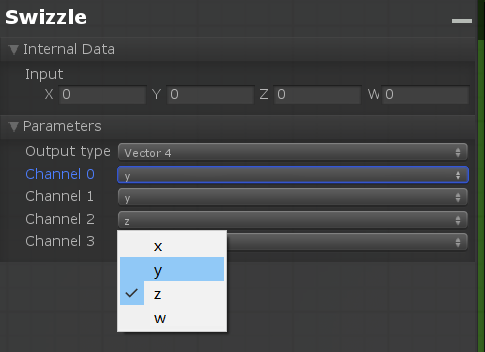 Swizzle
Internal Data
Input
X 0 Y 0 Z 0 W 0
Parameters
Output type Vector 4
Channel 0 y
Channel 1 y
Channel 2 z
Channel 3
x
y
z
w